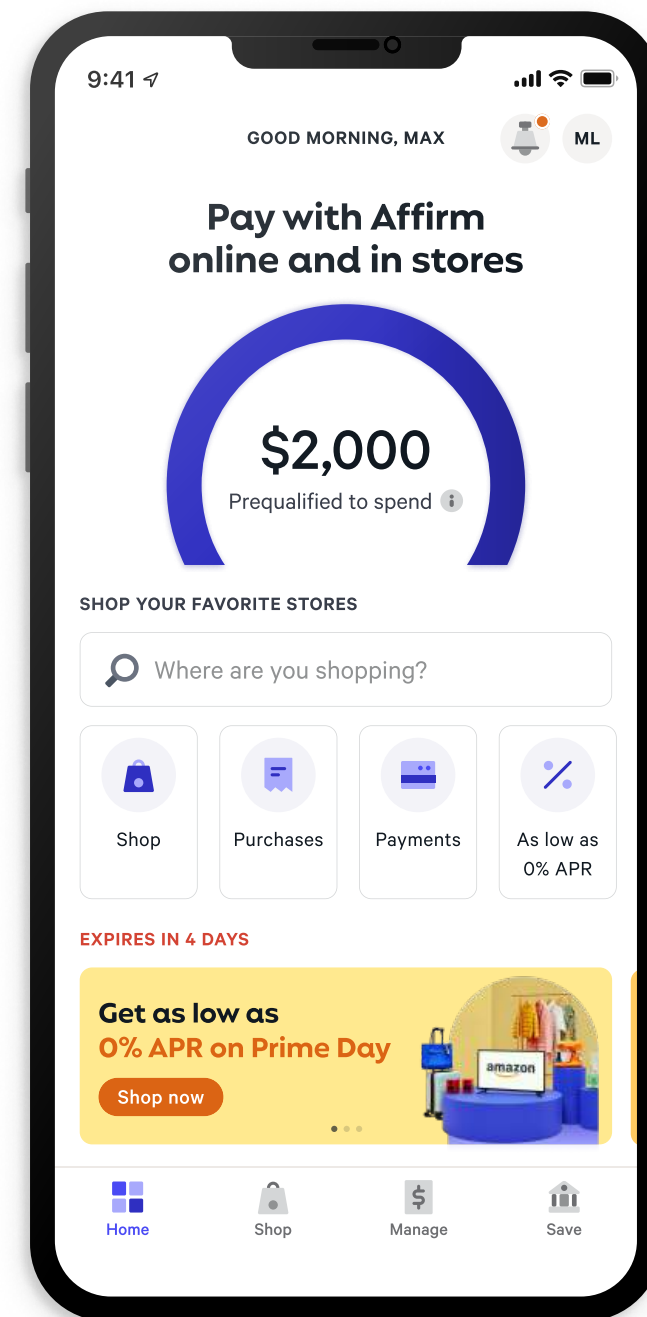 9:41
GOOD MORNING, MAX
ML
Pay with Affirm
online and in stores
$2,000
Prequalified to spend
SHOP YOUR FAVORITE STORES
Where are you shopping?
Shop
Purchases
Payments
As low as
0% APR
EXPIRES IN 4 DAYS
Get as low as
0% APR on Prime Day
Shop now
amazon
Home
Shop
Manage
Save